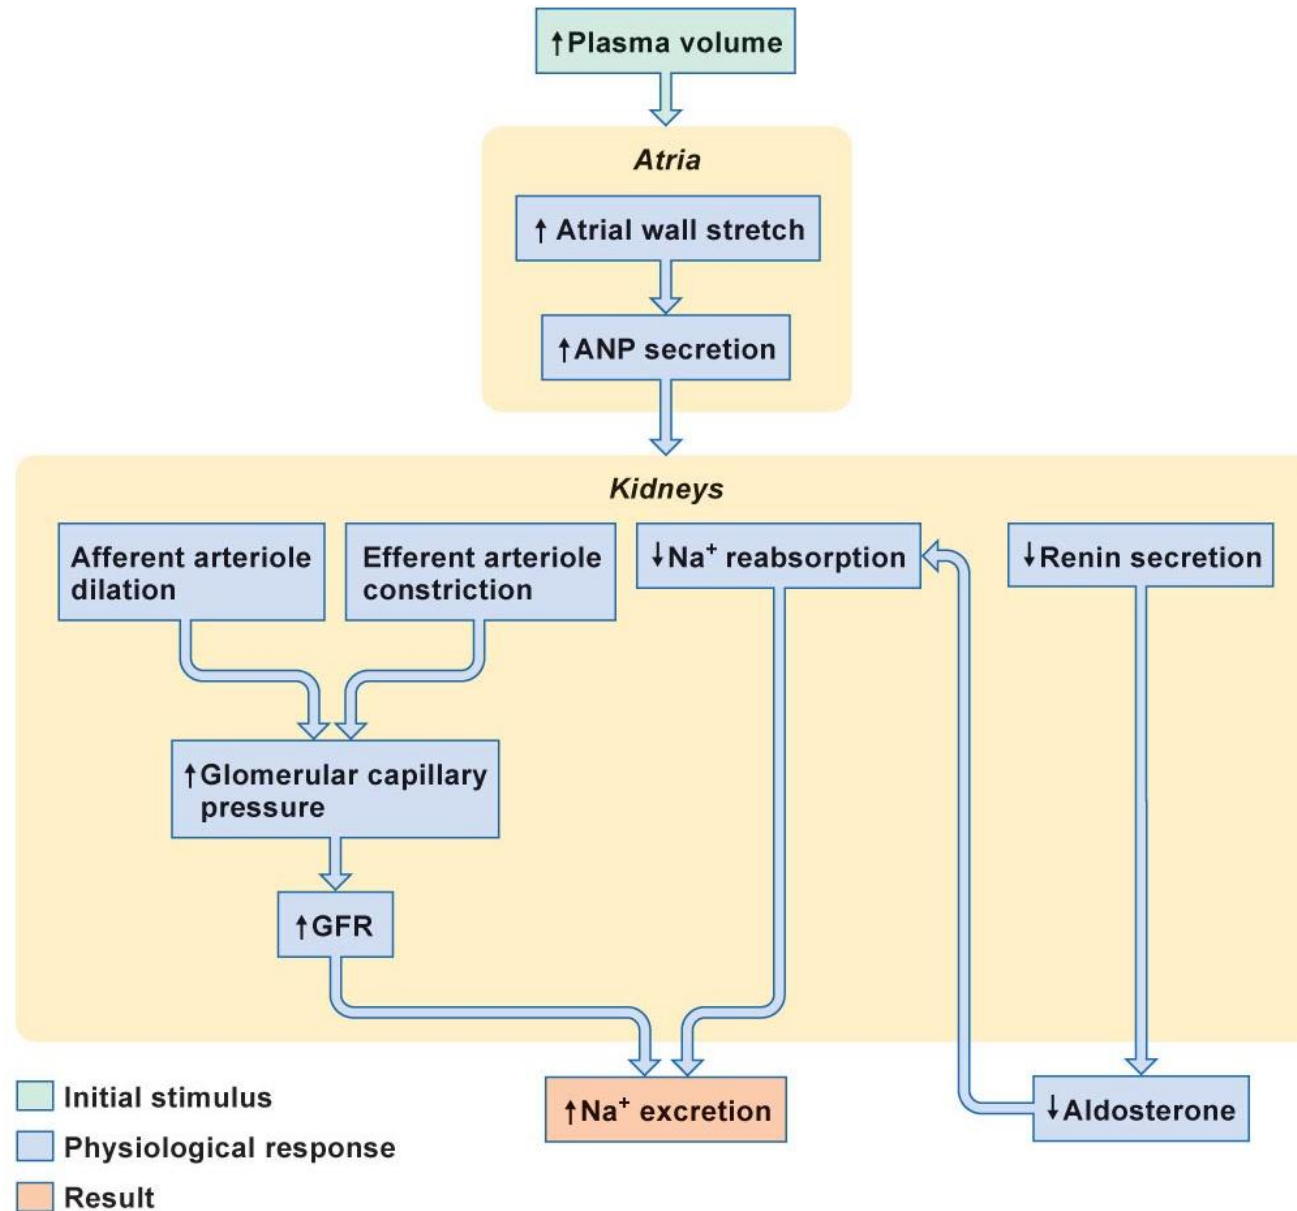 ↑Plasma volume
Atria
↑ Atrial wall stretch
↑ANP secretion
Kidneys
Afferent arteriole
dilation
Efferent arteriole
constriction
↓Na⁺ reabsorption
↓Renin secretion
↑Glomerular capillary
pressure
↑GFR
↑Na⁺ excretion
↓Aldosterone
Initial stimulus
Physiological response
Result